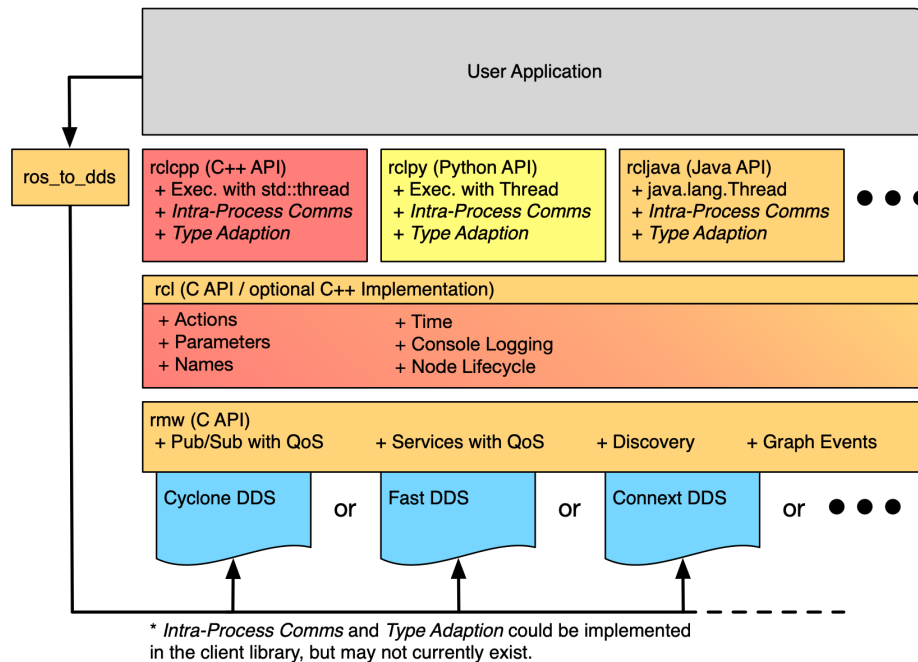 User Application
ros_to_dds
rclcpp (C++ API)
+ Exec. with std::thread
+ Intra-Process Comms
+ Type Adaption
rclpy (Python API)
+ Exec. with Thread
+ Intra-Process Comms
+ Type Adaption
rcljava (Java API)
+ java.lang.Thread
+ Intra-Process Comms
+ Type Adaption
rcl (C API / optional C++ Implementation)
+ Actions
+ Parameters
+ Names
+ Time
+ Console Logging
+ Node Lifecycle
rmw (C API)
+ Pub/Sub with QoS
+ Services with QoS
+ Discovery
+ Graph Events
Cyclone DDS
or
Fast DDS
or
Connext DDS
or
* Intra-Process Comms and Type Adaption could be implemented
in the client library, but may not currently exist.